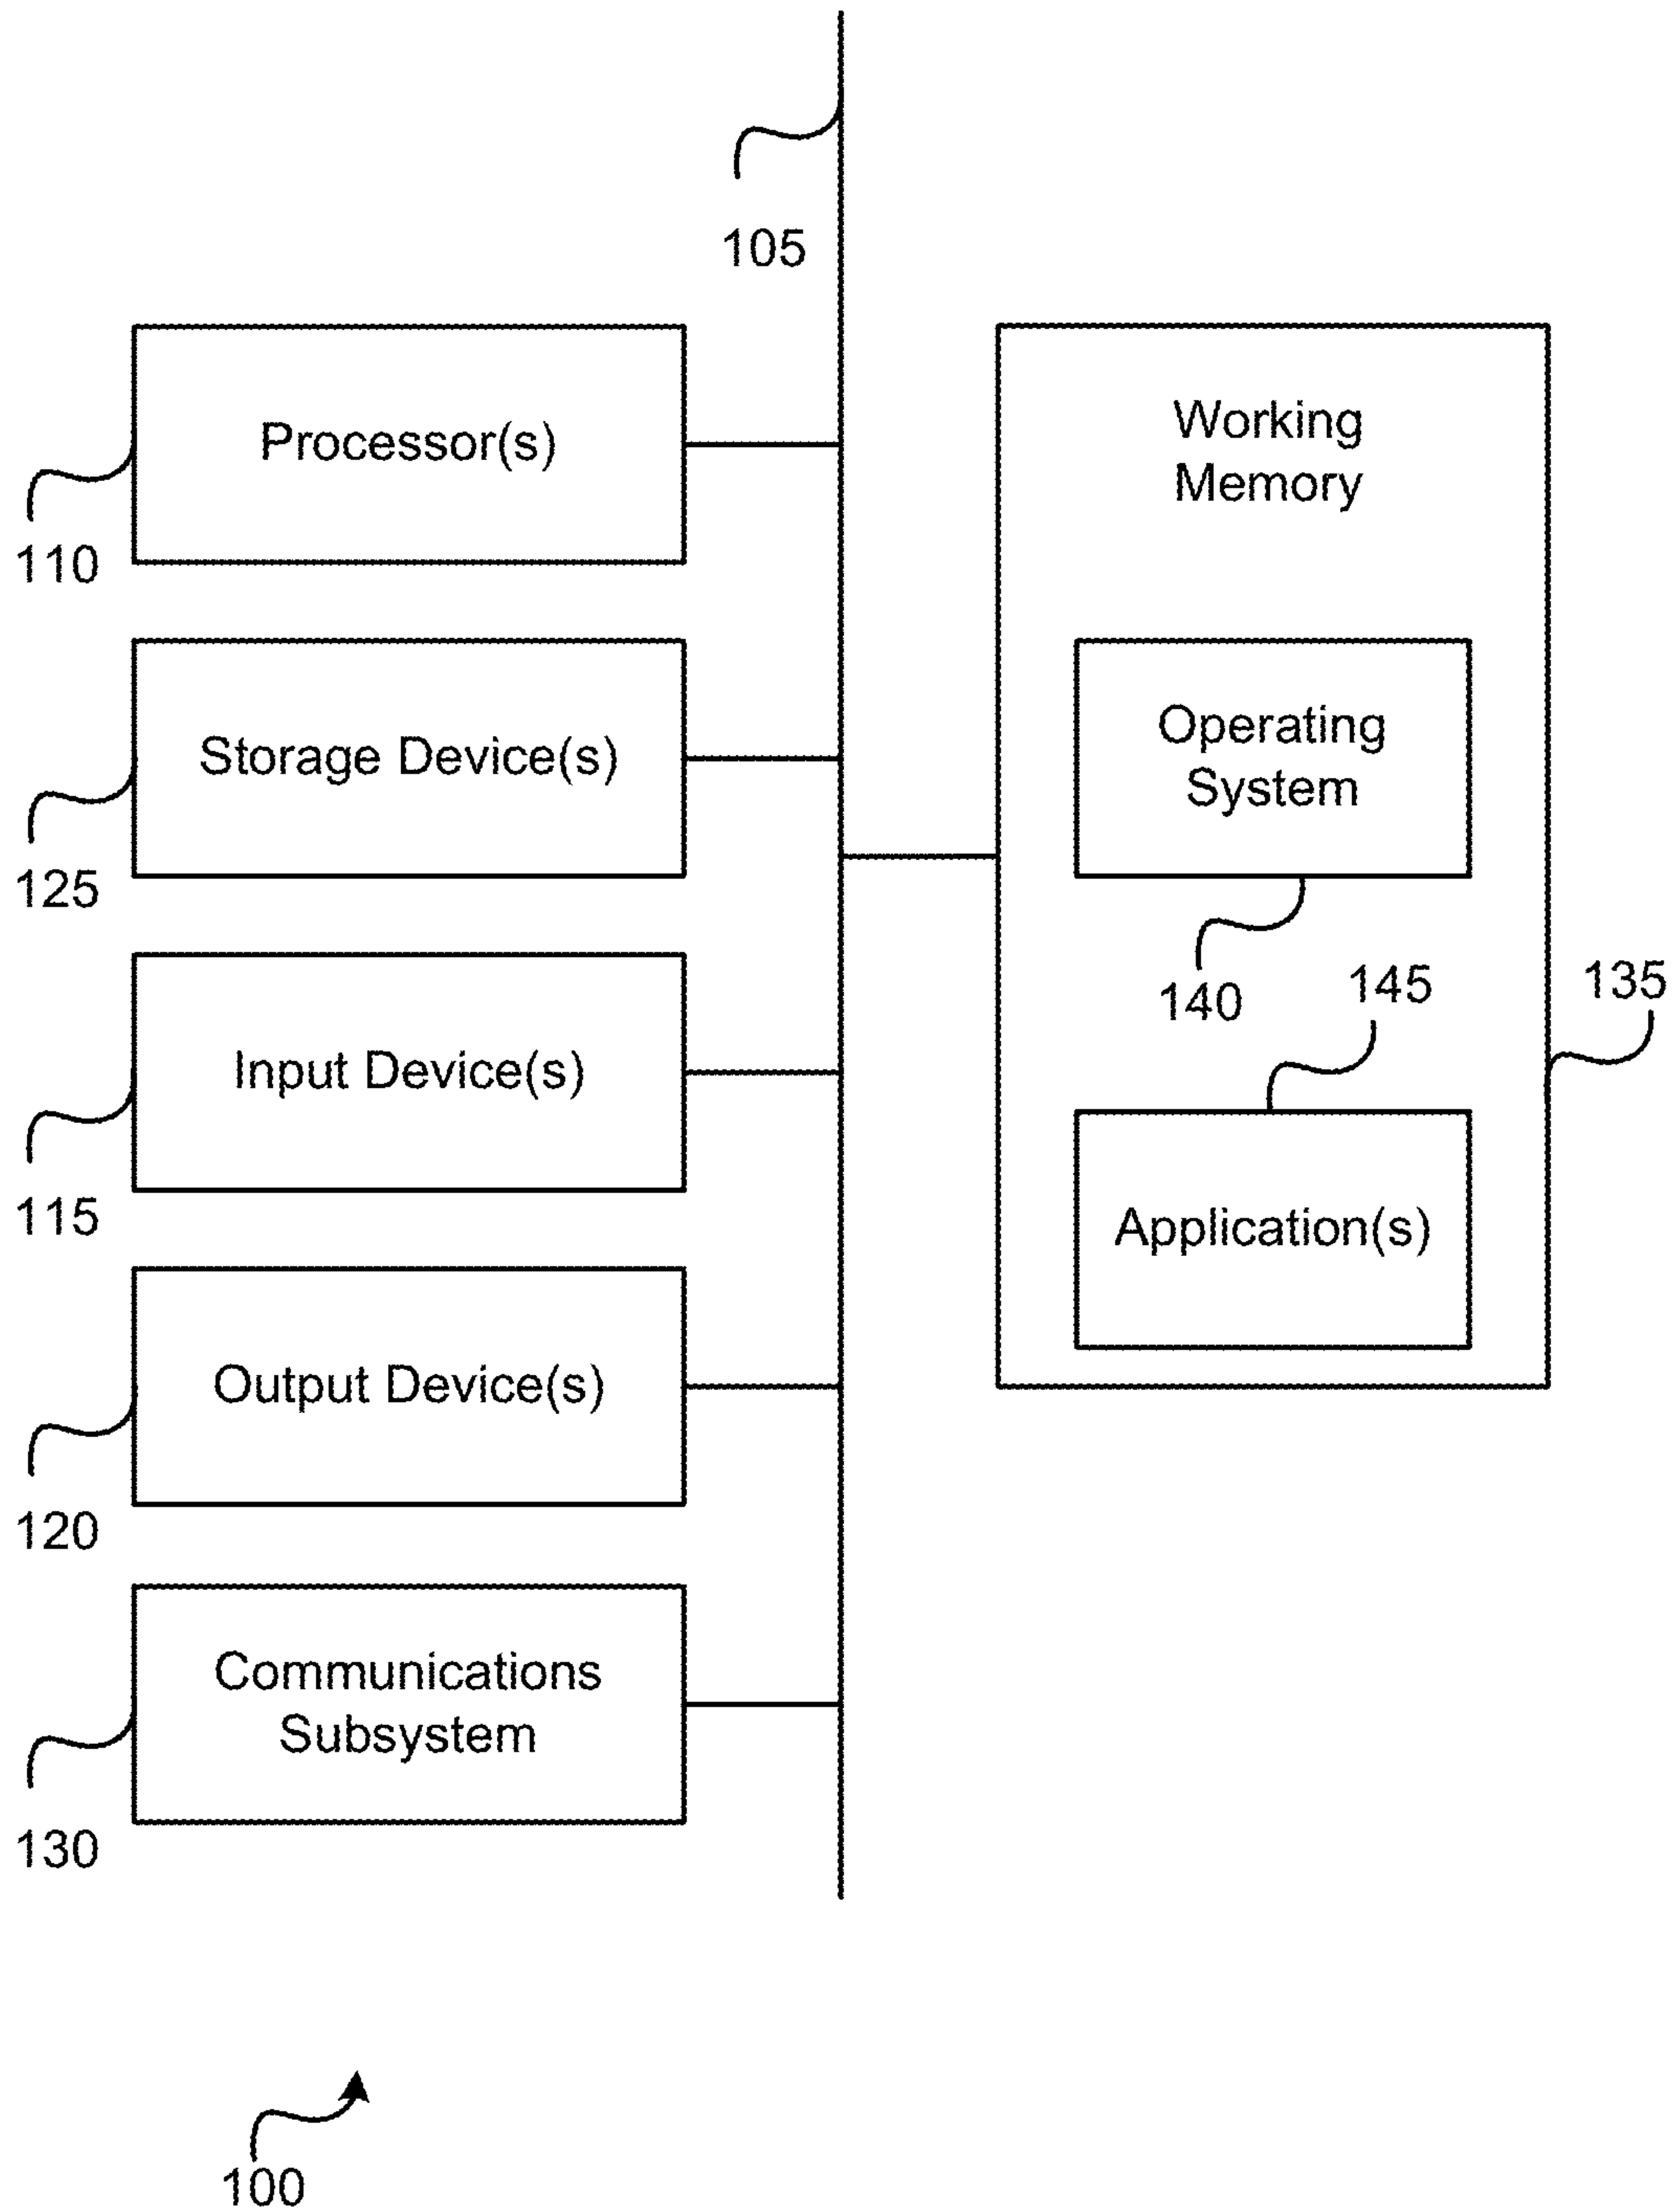 105
Processor(s)
110
Storage Device(s)
125
Input Device(s)
115
Output Device(s)
120
Communications
Subsystem
130
Working
Memory
Operating
System
140
145
135
Application(s)
100